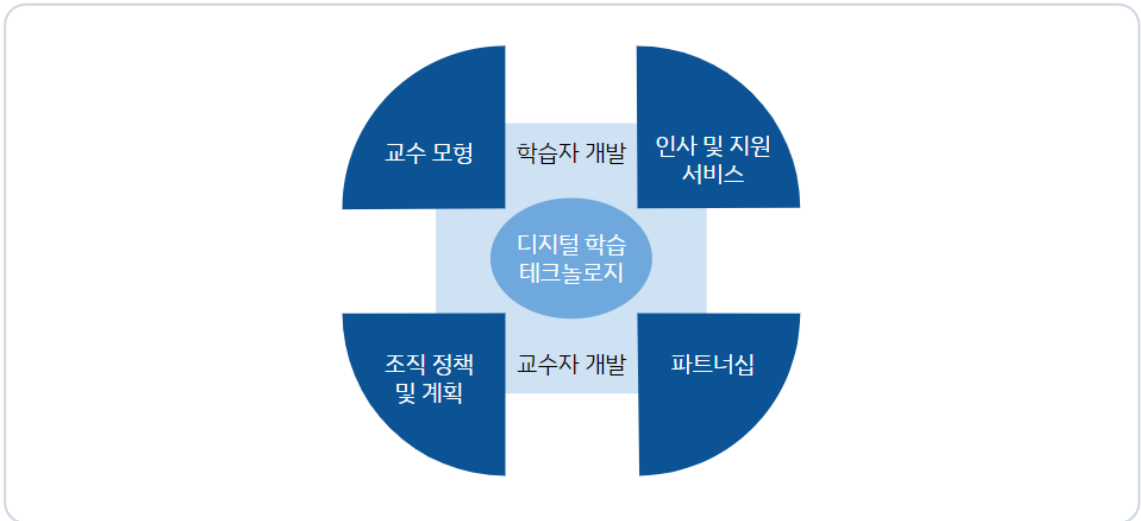 교수 모형
학습자 개발
인사 및 지원
서비스
디지털 학습
테크놀로지
조직 정책
및 계획
교수자 개발
파트너십